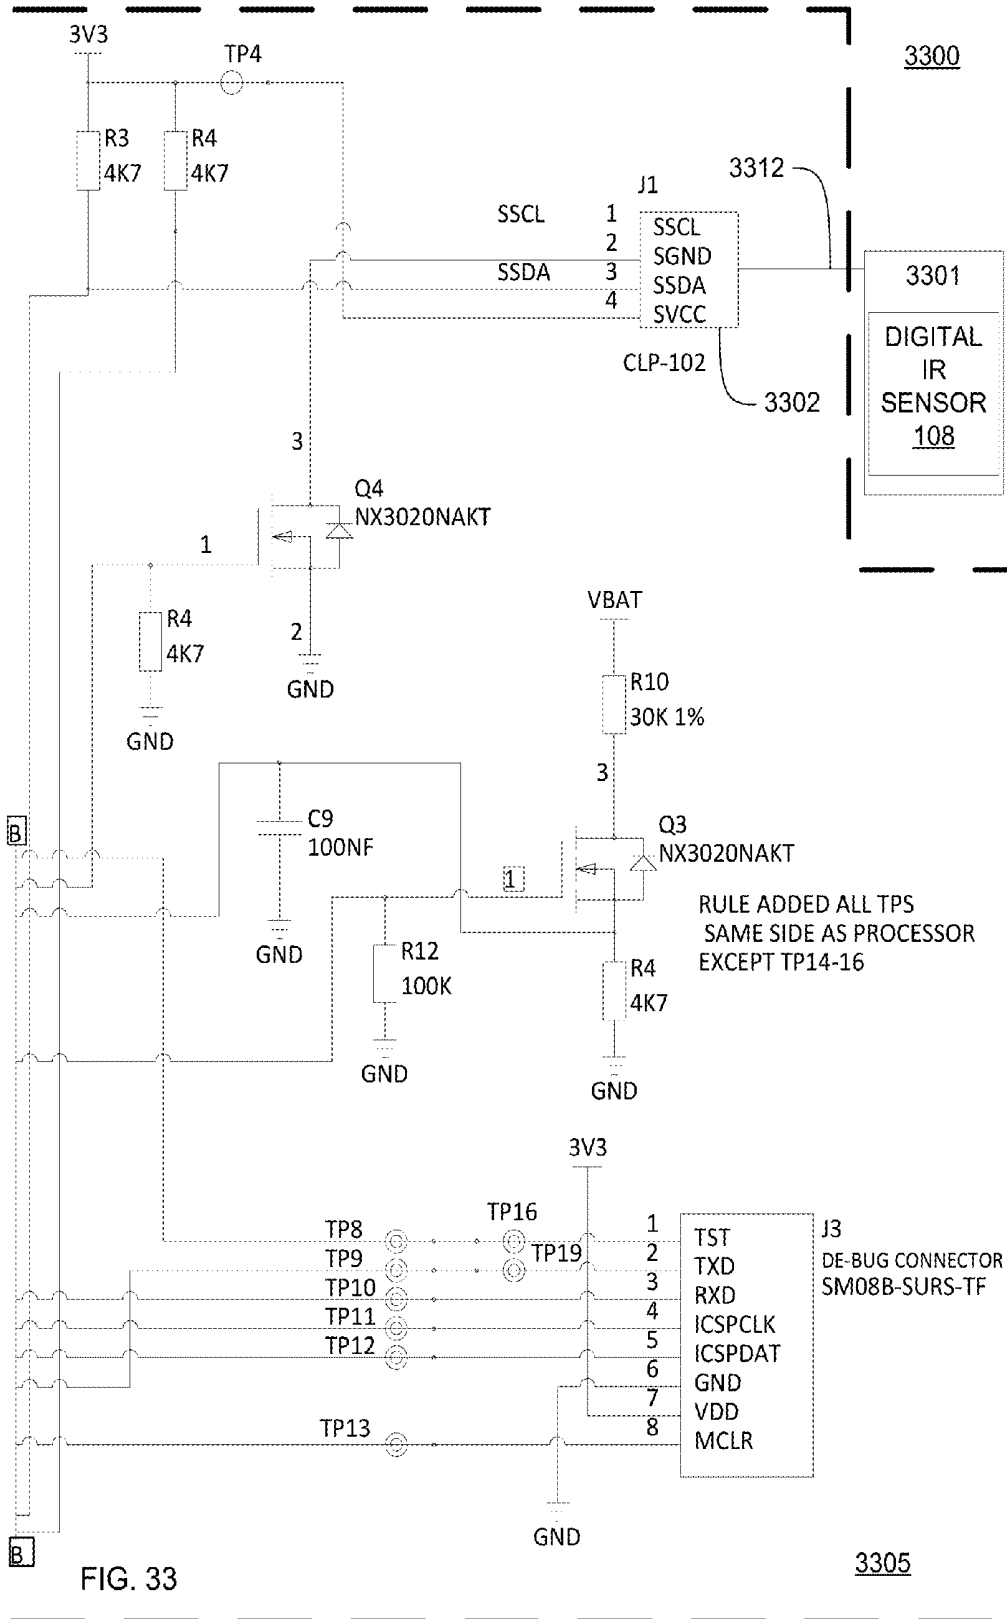 3V3
TP4
3300
R3
4K7
R4
4K7
3312
J1
SSCL
1
SSCL
2
SGND
SSDA
3
SSDA
4
SVCC
3301
DIGITAL
IR
SENSOR
108
CLP-102
3302
3
Q4
NX3020NAKT
1
R4
4K7
2
GND
GND
VBAT
R10
30K 1%
3
B
C9
100NF
Q3
NX3020NAKT
1
GND
RULE ADDED ALL TPS
SAME SIDE AS PROCESSOR
EXCEPT TP14-16
R12
100K
R4
4K7
GND
GND
3V3
TP8
TP16
1
TST
J3
TP9
TP19
2
TXD
DE-BUG CONNECTOR
SM08B-SURS-TF
TP10
3
RXD
TP11
4
ICSPCLK
TP12
5
ICSPDAT
6
GND
7
VDD
TP13
8
MCLR
GND
B
FIG. 33
3305